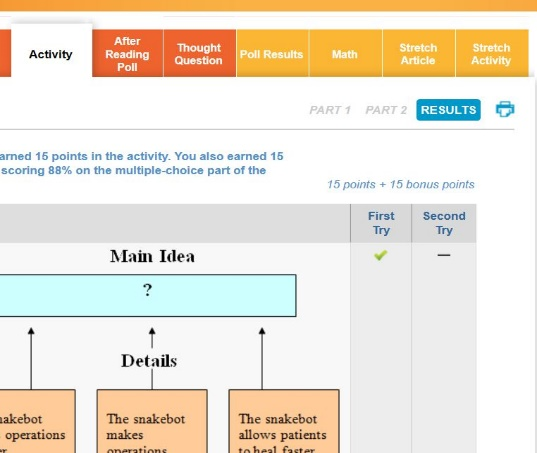 Activity
After
Reading
Poll
Thought
Question
Poll Results
Math
Stretch
Article
Stretch
Activity
PART 1 PART 2 RESULTS
arned 15 points in the activity. You also earned 15
scoring 88% on the multiple-choice part of the
15 points + 15 bonus points
First
Try
Second
Try
Main Idea
?
Details
nakebot
operations
The snakebot
makes
operations
The snakebot
allows patients
to heal faster